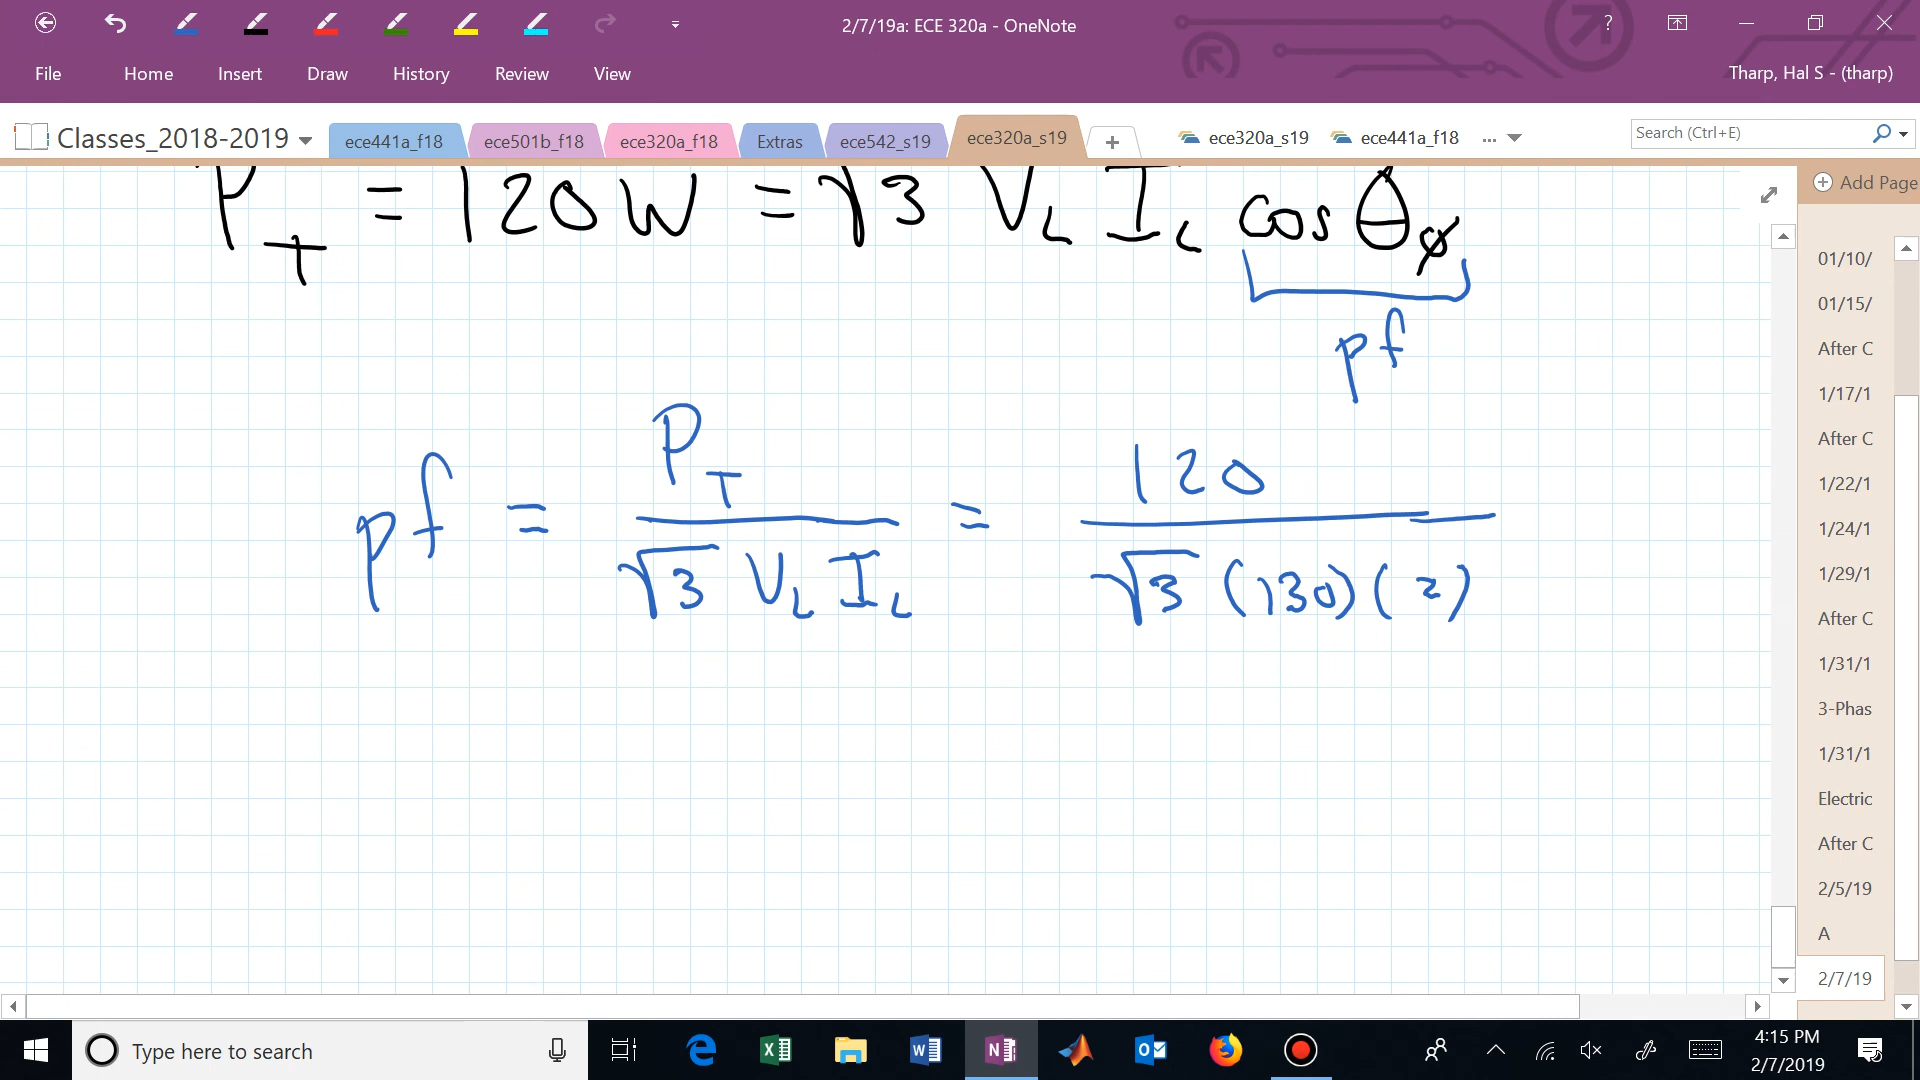 2/7/19a: ECE 320a - OneNote
?
File Home Insert Draw History Review View
Tharp, Hal S - (tharp)
Classes_2018-2019 ece441a_f18 ece501b_f18 ece320a_f18 Extras ece542_s19 ece320a_s19 + ece320a_s19 ece441a_f18 ...
Search (Ctrl+E)
P_T = 120 W = √3 V_L I_L cos θ_φ
pf
pf = P_T / √3 V_L I_L = 120 / √3 (130)(2)
Add Page
01/10/
01/15/
After C
1/17/1
After C
1/22/1
1/24/1
After C
1/29/1
After C
1/31/1
3-Phas
1/31/1
Electric
After C
2/5/19
A
2/7/19
Type here to search
4:15 PM
2/7/2019